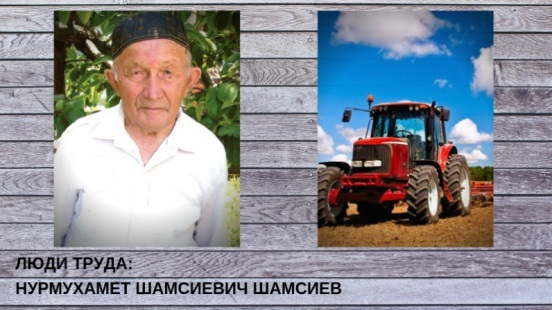 ЛЮДИ ТРУДА:
НУРМУХАМЕТ ШАМСИЕВИЧ ШАМСИЕВ